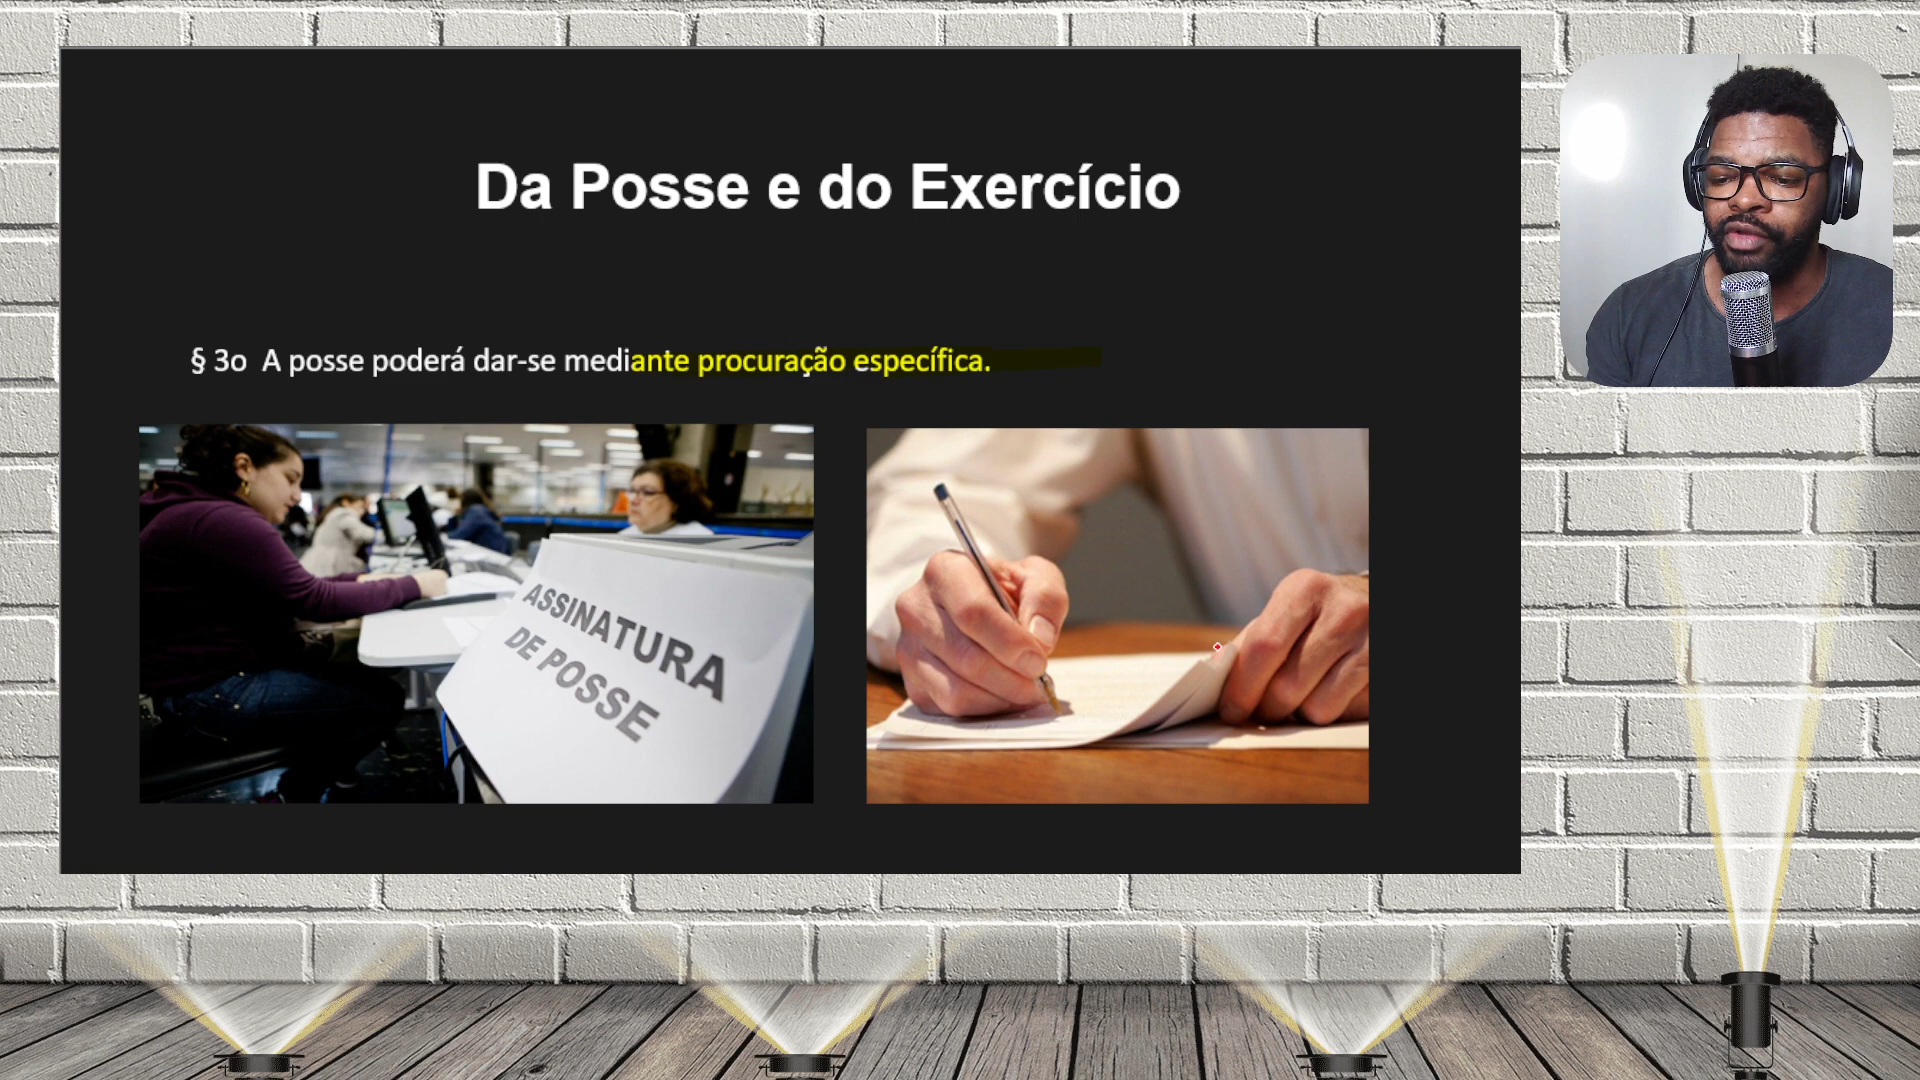 Da Posse e do Exercício
§ 3o  A posse poderá dar-se mediante procuração específica.
ASSINATURA
DE POSSE